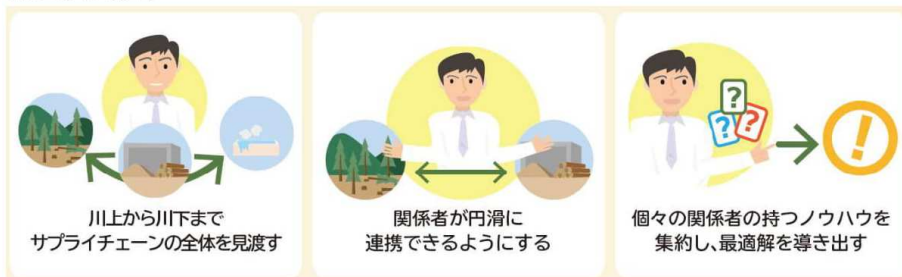 川上から川下まで
サプライチェーンの全体を見渡す
関係者が円滑に
連携できるようにする
個々の関係者の持つノウハウを
集約し、最適解を導き出す